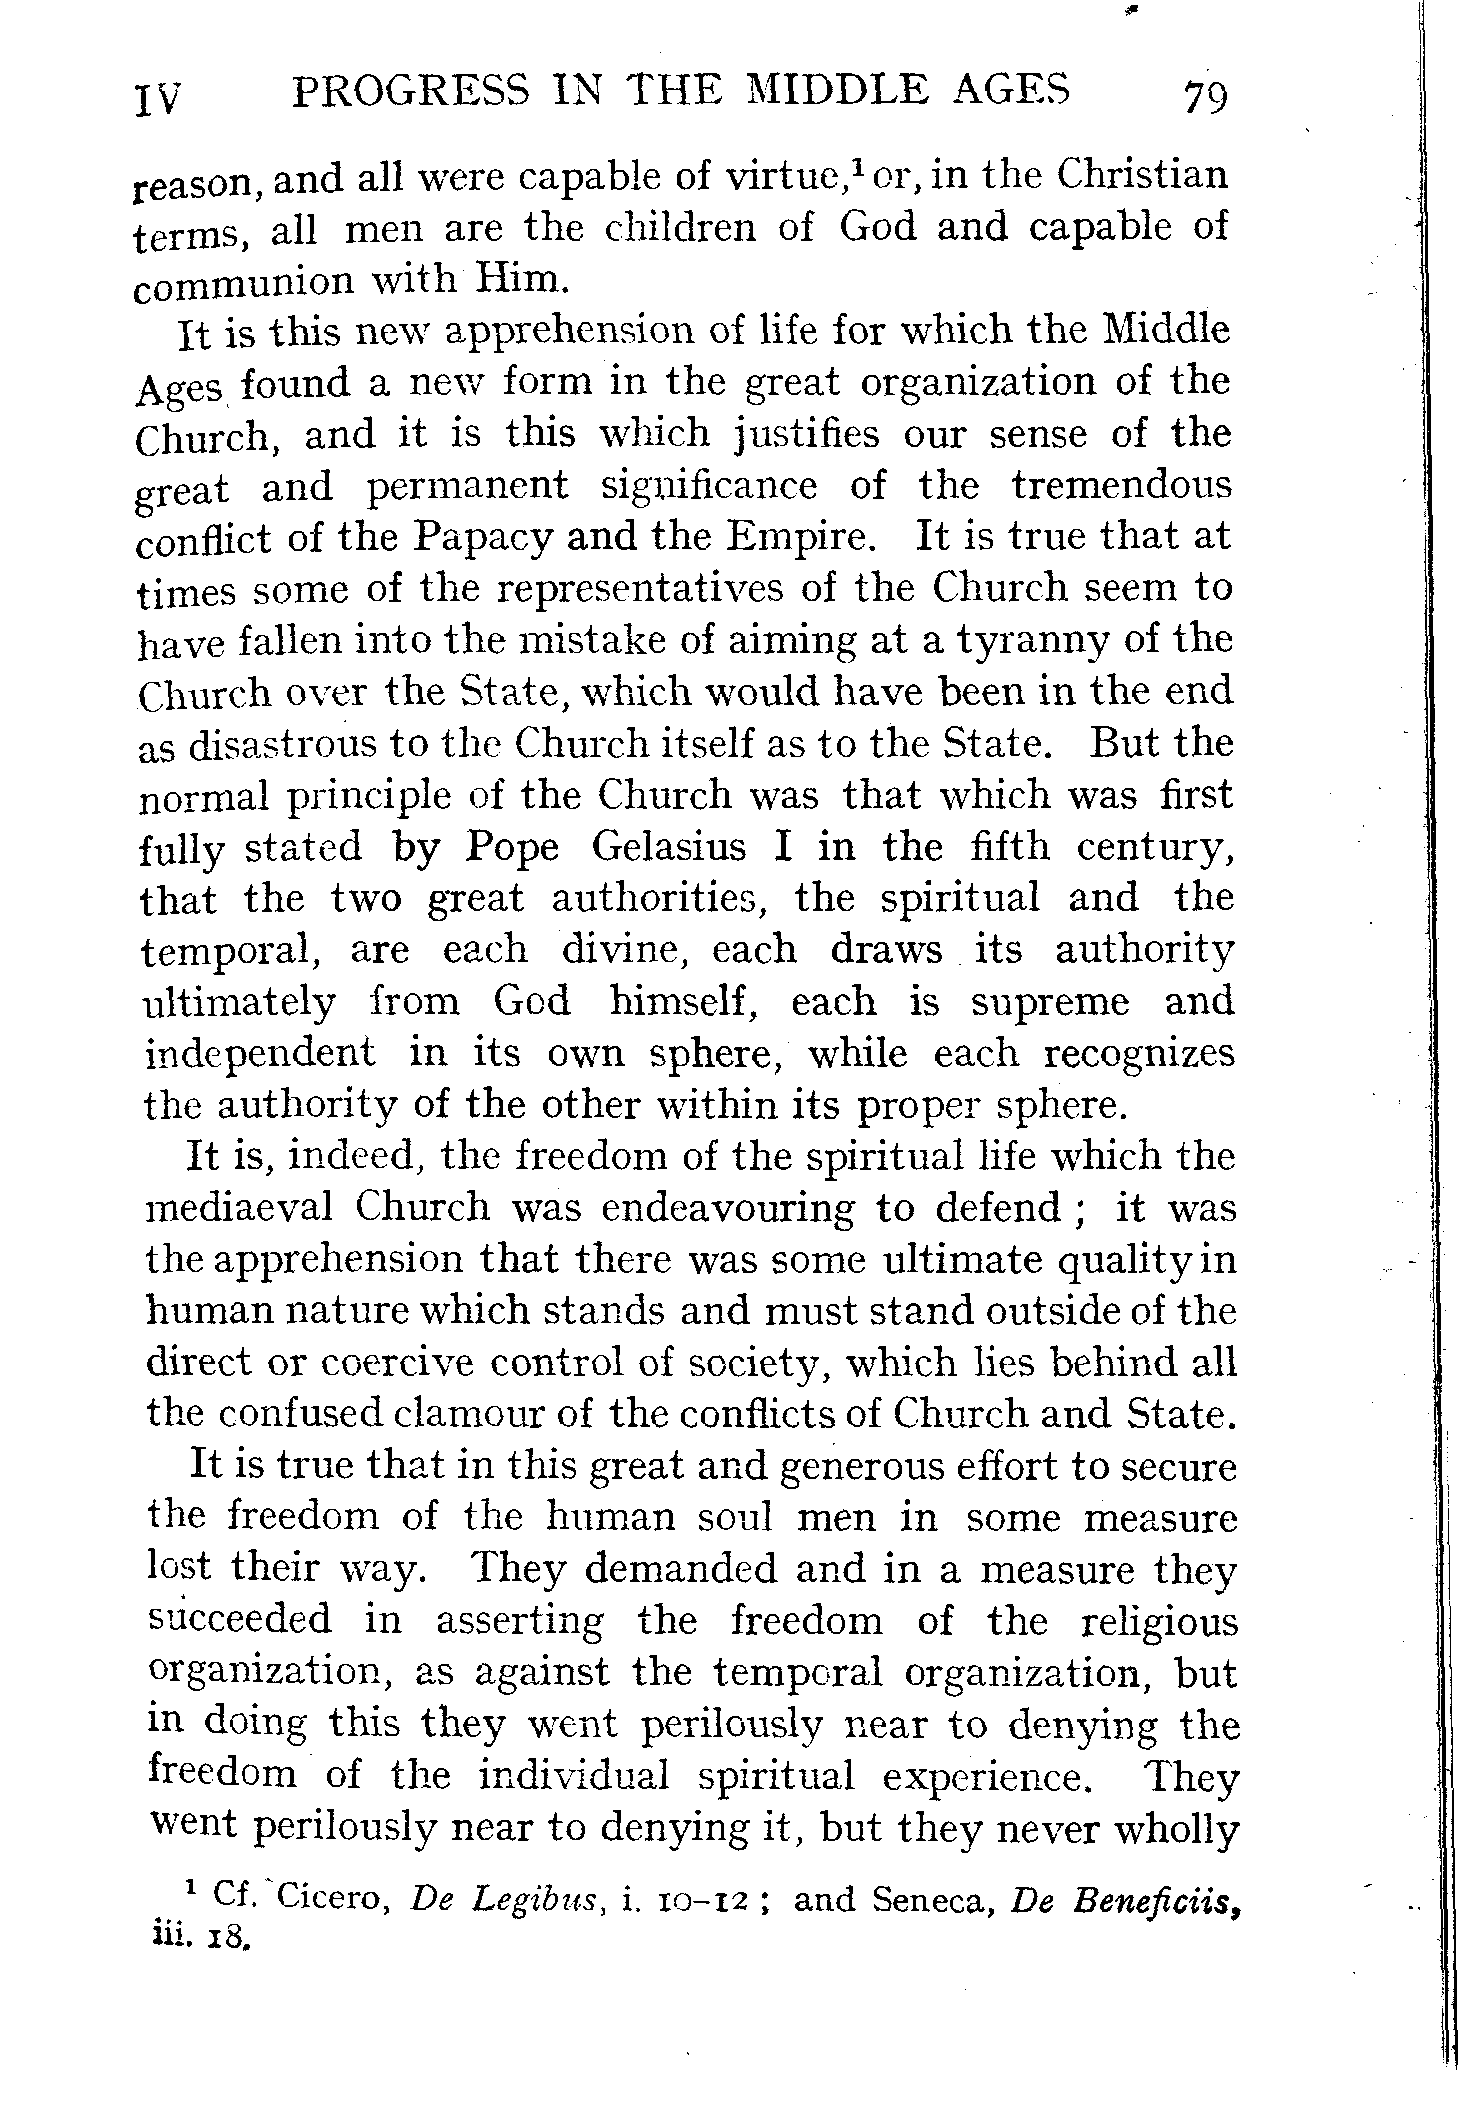 IV PROGRESS IN THE MIDDLE AGES 79
reason, and all were capable of virtue,¹ or, in the Christian
terms, all men are the children of God and capable of
communion with Him.
It is this new apprehension of life for which the Middle
Ages found a new form in the great organization of the
Church, and it is this which justifies our sense of the
great and permanent significance of the tremendous
conflict of the Papacy and the Empire. It is true that at
times some of the representatives of the Church seem to
have fallen into the mistake of aiming at a tyranny of the
Church over the State, which would have been in the end
as disastrous to the Church itself as to the State. But the
normal principle of the Church was that which was first
fully stated by Pope Gelasius I in the fifth century,
that the two great authorities, the spiritual and the
temporal, are each divine, each draws its authority
ultimately from God himself, each is supreme and
independent in its own sphere, while each recognizes
the authority of the other within its proper sphere.
It is, indeed, the freedom of the spiritual life which the
mediaeval Church was endeavouring to defend ; it was
the apprehension that there was some ultimate quality in
human nature which stands and must stand outside of the
direct or coercive control of society, which lies behind all
the confused clamour of the conflicts of Church and State.
It is true that in this great and generous effort to secure
the freedom of the human soul men in some measure
lost their way. They demanded and in a measure they
succeeded in asserting the freedom of the religious
organization, as against the temporal organization, but
in doing this they went perilously near to denying the
freedom of the individual spiritual experience. They
went perilously near to denying it, but they never wholly
¹ Cf. Cicero, De Legibus, i. 10–12 ; and Seneca, De Beneficiis,
iii. 18.